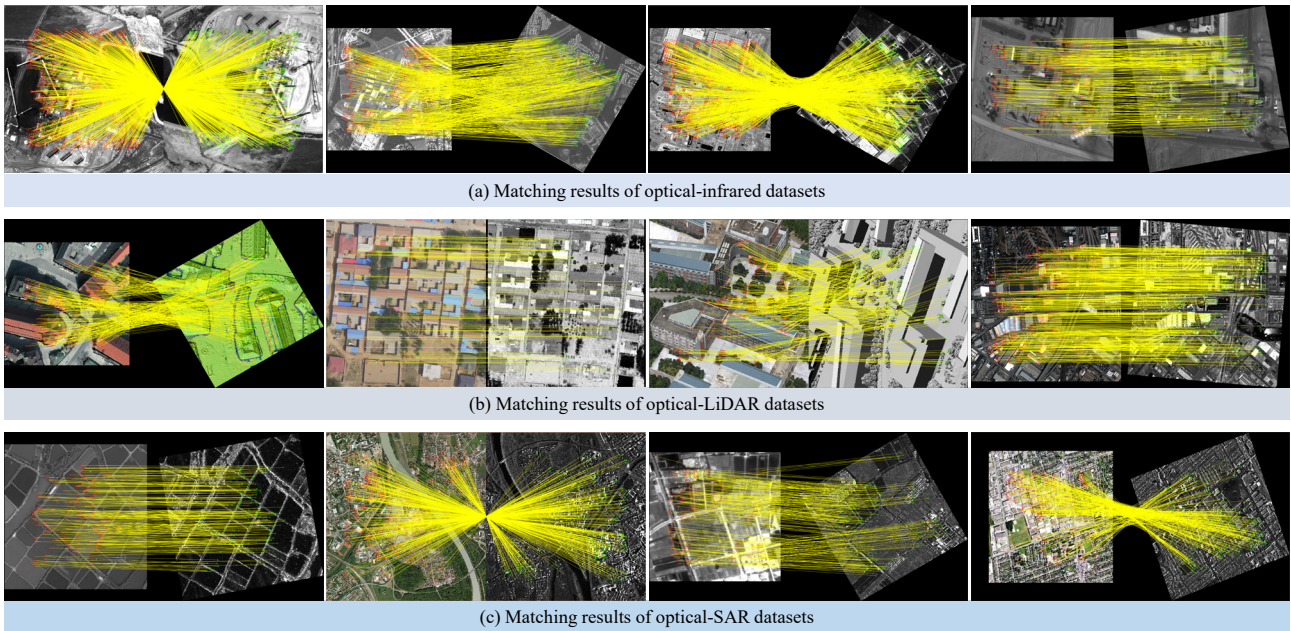 (a) Matching results of optical-infrared datasets
(b) Matching results of optical-LiDAR datasets
(c) Matching results of optical-SAR datasets